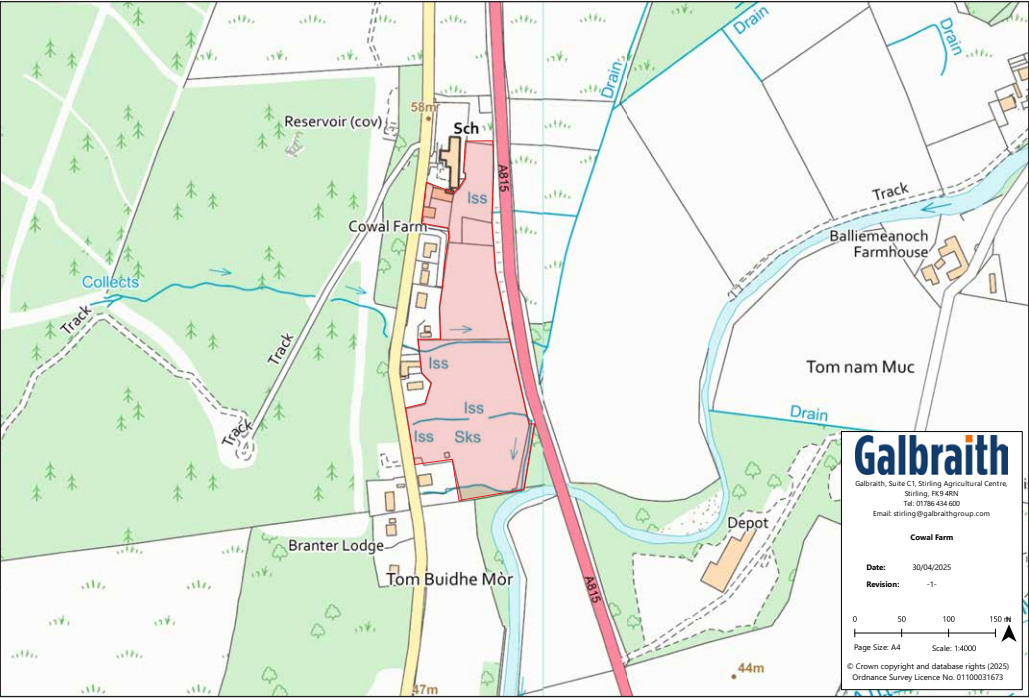 Drain
Drain
Drain
58m
Reservoir (cov)
Sch
A815
Iss
Track
Cowal Farm
Balliemeanoch
Farmhouse
Collects
Track
Track
Iss
Tom nam Muc
Iss
Drain
Track
Iss
Sks
Depot
Branter Lodge
Tom Buidhe Mòr
A815
44m
47m
Galbraith
Galbraith, Suite C1, Stirling Agricultural Centre,
Stirling, FK9 4RN
Tel: 01786 434 600
Email: stirling@galbraithgroup.com
Cowal Farm
Date: 30/04/2025
Revision: -1-
0 50 100 150 m
N
Page Size: A4 Scale: 1:4000
© Crown copyright and database rights (2025)
Ordnance Survey Licence No. 01100031673